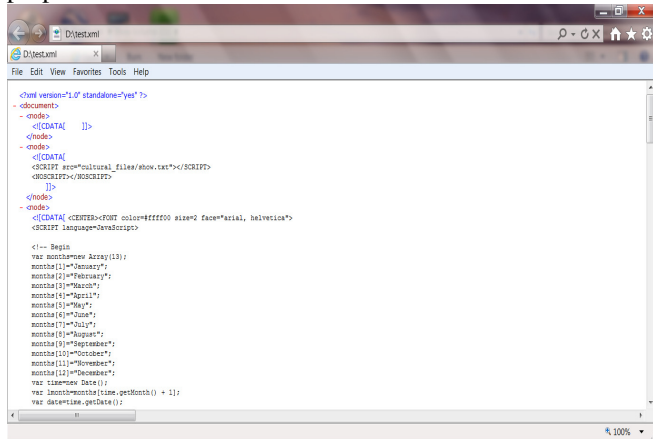 D:\test.xml
D:\test.xml
File Edit View Favorites Tools Help
<?xml version="1.0" standalone="yes" ?>
- <document>
- <node>
<![CDATA[ ]]>
</node>
- <node>
<![CDATA[
<SCRIPT src="cultural_files/show.txt"></SCRIPT>
<NOSCRIPT></NOSCRIPT>
]]>
</node>
- <node>
<![CDATA[ <CENTER><FONT color=#ffff00 size=2 face="arial, helvetica">
<SCRIPT language=JavaScript>
<!-- Begin
var months=new Array(13);
months[1]="January";
months[2]="February";
months[3]="March";
months[4]="April";
months[5]="May";
months[6]="June";
months[7]="July";
months[8]="August";
months[9]="September";
months[10]="October";
months[11]="November";
months[12]="December";
var time=new Date();
var lmonth=months[time.getMonth() + 1];
var date=time.getDate();
100%